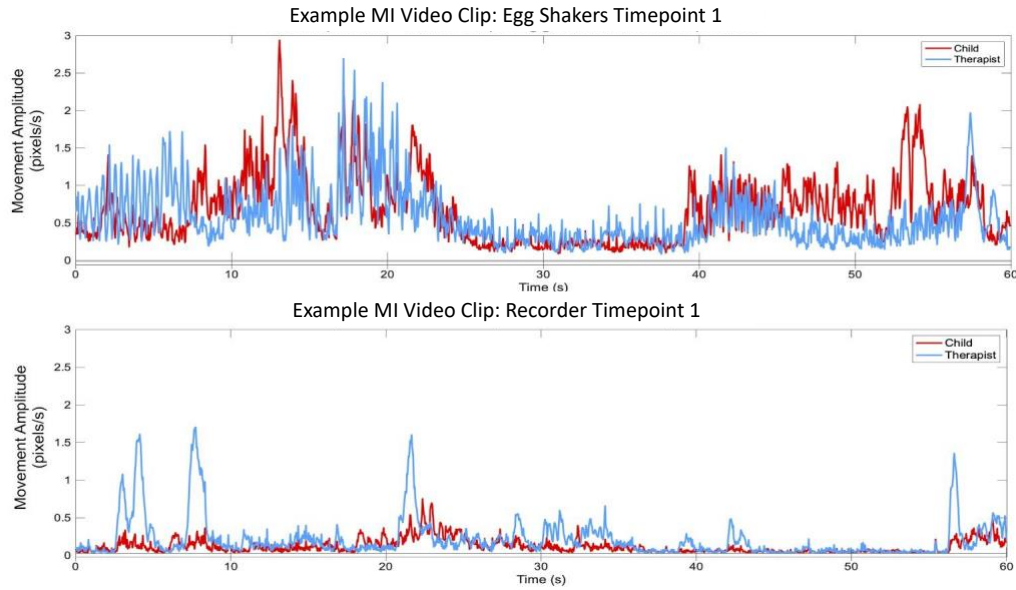 Example MI Video Clip: Egg Shakers Timepoint 1
Movement Amplitude
(pixels/s)
3
2.5
2
1.5
1
0.5
0
Child
Therapist
0 10 20 30 40 50 60
Time (s)
Example MI Video Clip: Recorder Timepoint 1
Movement Amplitude
(pixels/s)
3
2.5
2
1.5
1
0.5
0
Child
Therapist
0 10 20 30 40 50 60
Time (s)